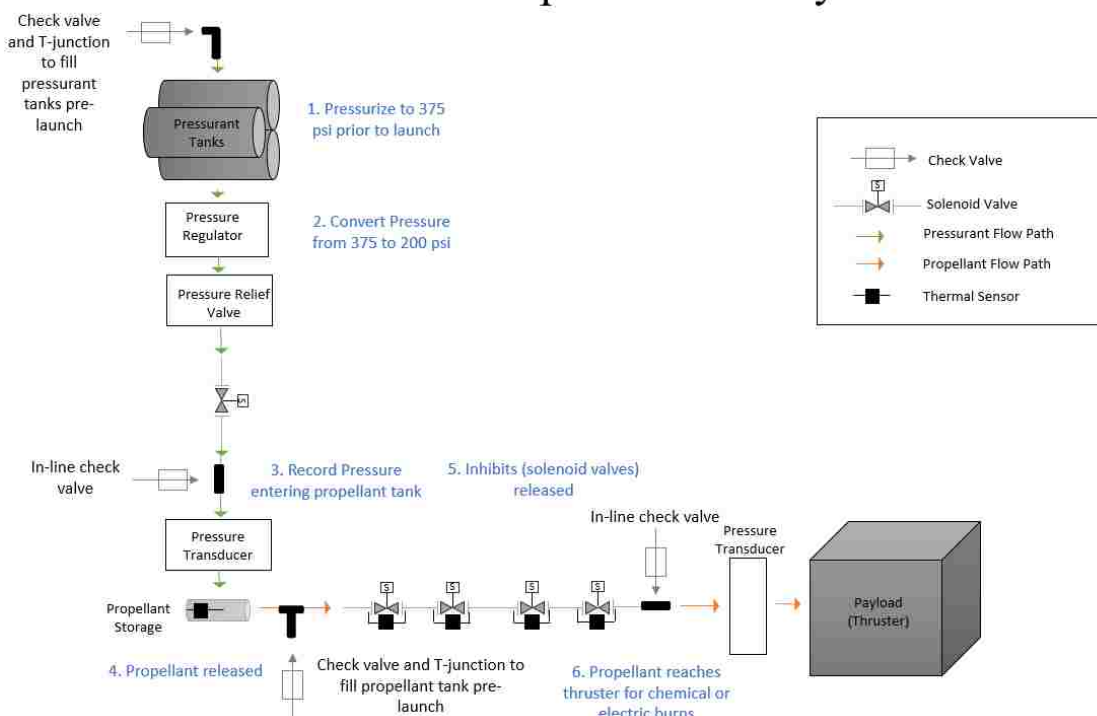 Check valve
and T-junction
to fill
pressurant
tanks pre-
launch
Pressurant
Tanks
1. Pressurize to 375
psi prior to launch
Pressure
Regulator
2. Convert Pressure
from 375 to 200 psi
Pressure Relief
Valve
S
Check Valve
S
Solenoid Valve
Pressurant Flow Path
Propellant Flow Path
Thermal Sensor
In-line check
valve
3. Record Pressure
entering propellant tank
5. Inhibits (solenoid valves)
released
In-line check valve
Pressure
Transducer
Pressure
Transducer
Propellant
Storage
S
S
S
S
Payload
(Thruster)
4. Propellant released
Check valve and T-junction to
fill propellant tank pre-
launch
6. Propellant reaches
thruster for chemical or
electric burns